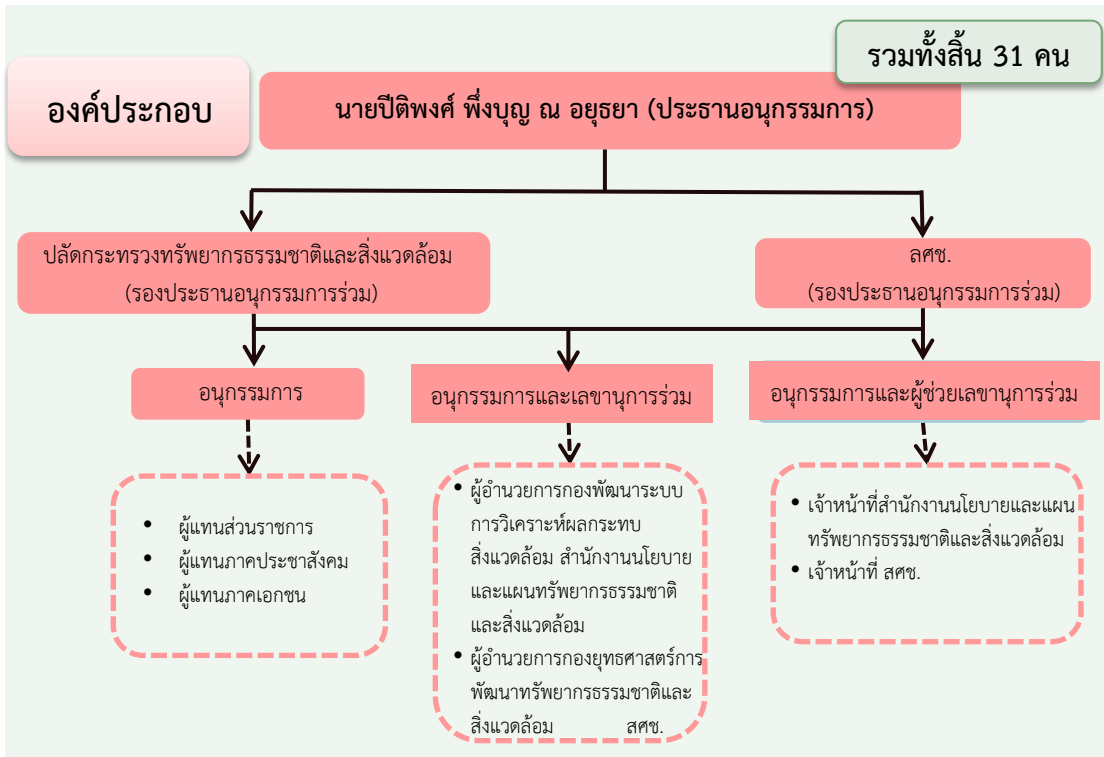 รวมทั้งสิ้น 31 คน
องค์ประกอบ
นายปีติพงศ์ พึ่งบุญ ณ อยุธยา (ประธานอนุกรรมการ)
ปลัดกระทรวงทรัพยากรธรรมชาติและสิ่งแวดล้อม
(รองประธานอนุกรรมการร่วม)
ลศช.
(รองประธานอนุกรรมการร่วม)
อนุกรรมการ
อนุกรรมการและเลขานุการร่วม
อนุกรรมการและผู้ช่วยเลขานุการร่วม
• ผู้แทนส่วนราชการ
• ผู้แทนภาคประชาสังคม
• ผู้แทนภาคเอกชน
• ผู้อำนวยการกองพัฒนาระบบ
การวิเคราะห์ผลกระทบ
สิ่งแวดล้อม สำนักงานนโยบาย
และแผนทรัพยากรธรรมชาติ
และสิ่งแวดล้อม
• ผู้อำนวยการกองยุทธศาสตร์การ
พัฒนาทรัพยากรธรรมชาติและ
สิ่งแวดล้อม สศช.
• เจ้าหน้าที่สำนักงานนโยบายและแผน
ทรัพยากรธรรมชาติและสิ่งแวดล้อม
• เจ้าหน้าที่ สศช.